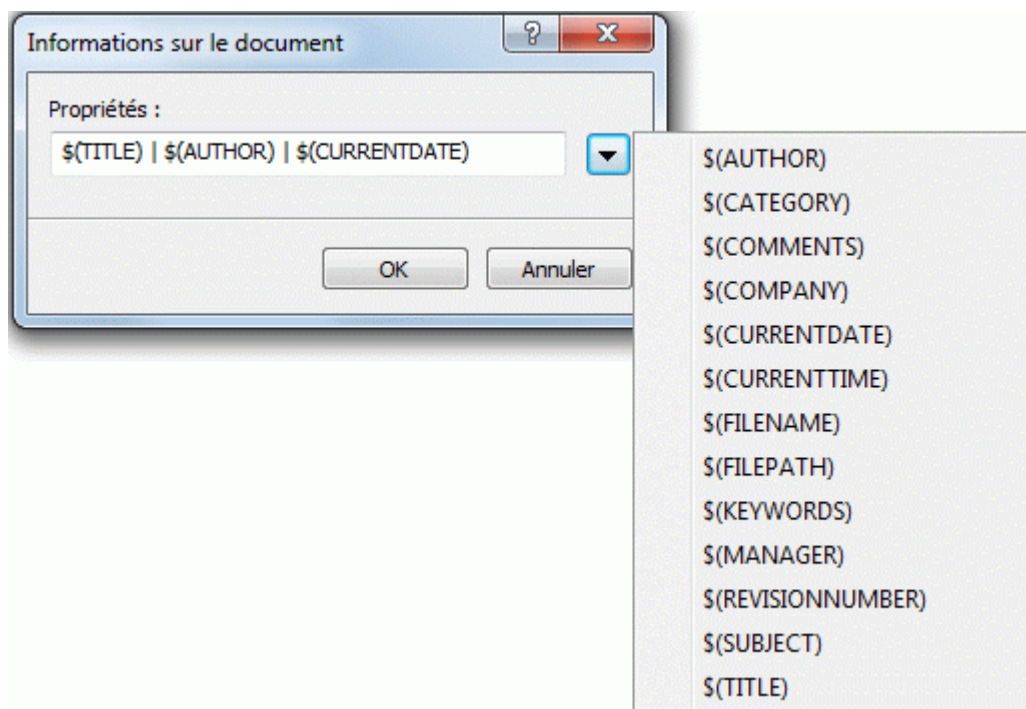 Informations sur le document
Propriétés :
$(TITLE) | $(AUTHOR) | $(CURRENTDATE)
OK
Annuler
$(AUTHOR)
$(CATEGORY)
$(COMMENTS)
$(COMPANY)
$(CURRENTDATE)
$(CURRENTTIME)
$(FILENAME)
$(FILEPATH)
$(KEYWORDS)
$(MANAGER)
$(REVISIONNUMBER)
$(SUBJECT)
$(TITLE)